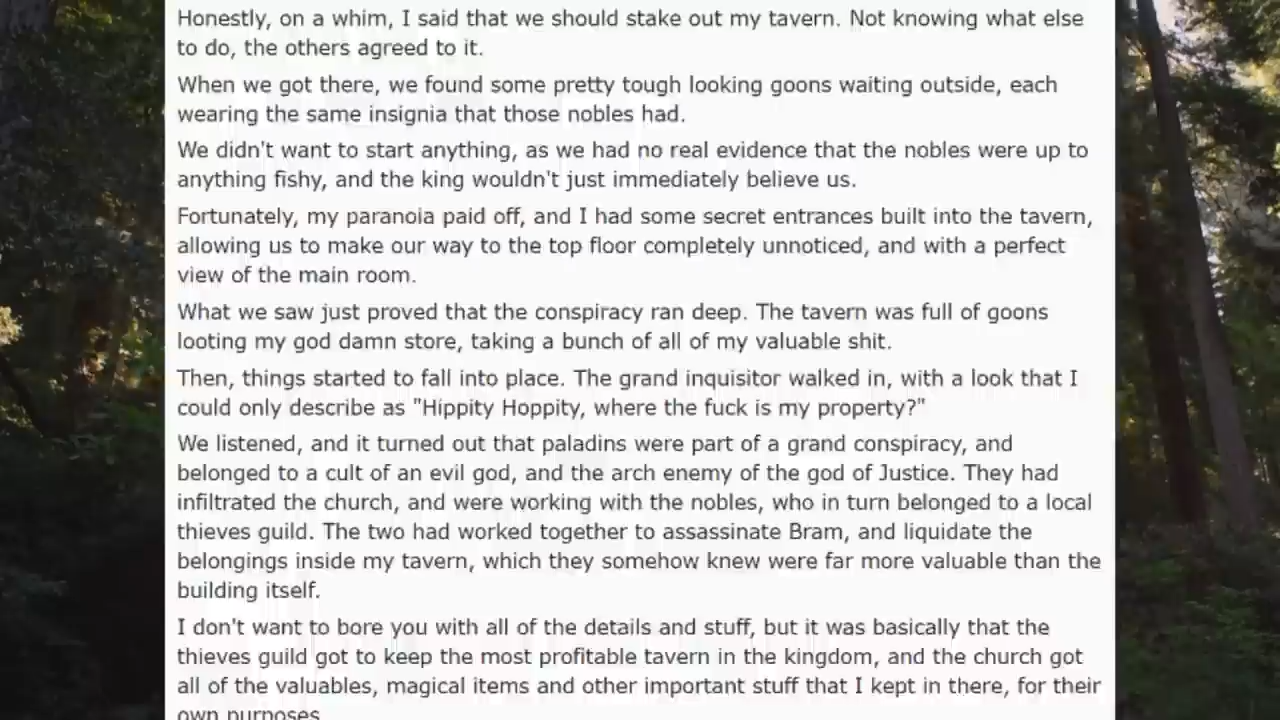 Honestly, on a whim, I said that we should stake out my tavern. Not knowing what else
to do, the others agreed to it.
When we got there, we found some pretty tough looking goons waiting outside, each
wearing the same insignia that those nobles had.
We didn't want to start anything, as we had no real evidence that the nobles were up to
anything fishy, and the king wouldn't just immediately believe us.
Fortunately, my paranoia paid off, and I had some secret entrances built into the tavern,
allowing us to make our way to the top floor completely unnoticed, and with a perfect
view of the main room.
What we saw just proved that the conspiracy ran deep. The tavern was full of goons
looting my god damn store, taking a bunch of all of my valuable shit.
Then, things started to fall into place. The grand inquisitor walked in, with a look that I
could only describe as "Hippity Hoppity, where the fuck is my property?"
We listened, and it turned out that paladins were part of a grand conspiracy, and
belonged to a cult of an evil god, and the arch enemy of the god of Justice. They had
infiltrated the church, and were working with the nobles, who in turn belonged to a local
thieves guild. The two had worked together to assassinate Bram, and liquidate the
belongings inside my tavern, which they somehow knew were far more valuable than the
building itself.
I don't want to bore you with all of the details and stuff, but it was basically that the
thieves guild got to keep the most profitable tavern in the kingdom, and the church got
all of the valuables, magical items and other important stuff that I kept in there, for their
own purposes